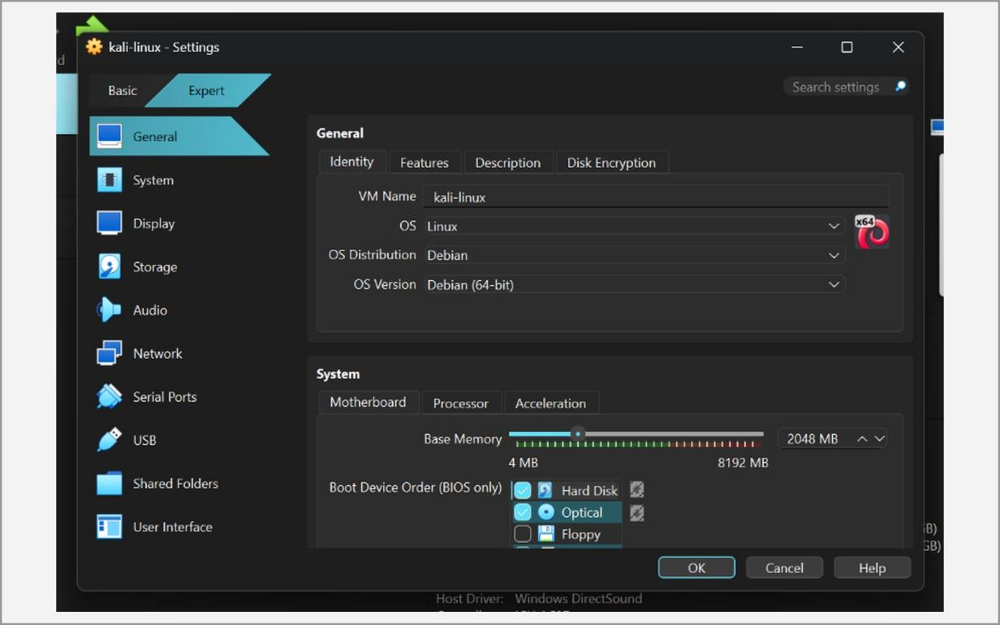 kali-linux - Settings
d
Basic
Expert
Search settings
General
System
Display
Storage
Audio
Network
Serial Ports
USB
Shared Folders
User Interface
General
Identity
Features
Description
Disk Encryption
VM Name
kali-linux
OS
Linux
x64
OS Distribution
Debian
OS Version
Debian (64-bit)
System
Motherboard
Processor
Acceleration
Base Memory
2048 MB
4 MB
8192 MB
Boot Device Order (BIOS only)
Hard Disk
Optical
Floppy
B)
GB)
OK
Cancel
Help
Host Driver: Windows DirectSound